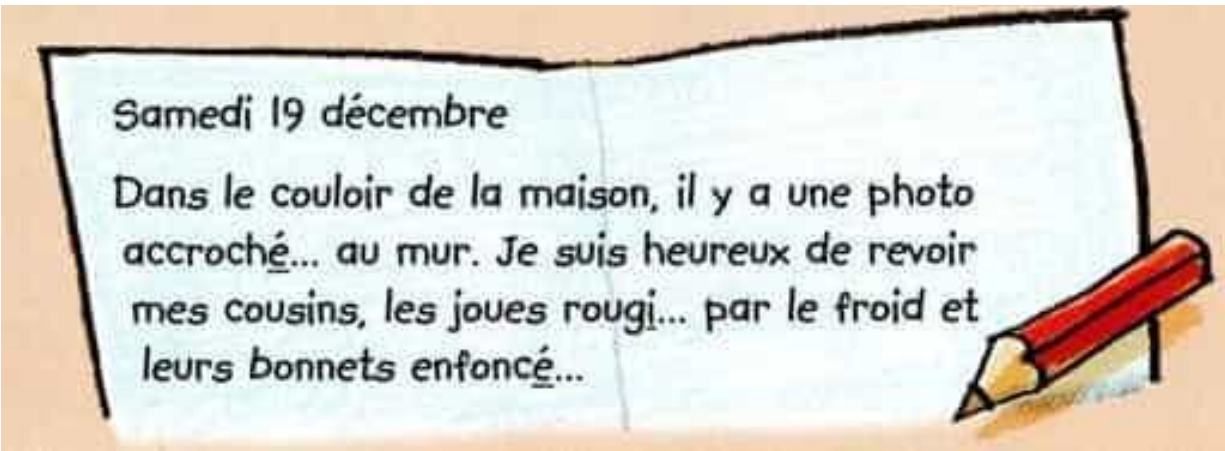 Samedi 19 décembre
Dans le couloir de la maison, il y a une photo
accroché... au mur. Je suis heureux de revoir
mes cousins, les joues rougi... par le froid et
leurs bonnets enfoncé...